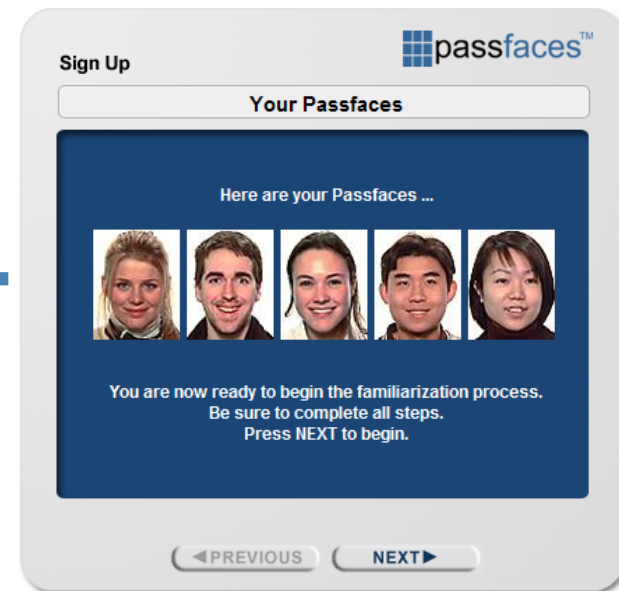 Sign Up
passfaces™
Your Passfaces
Here are your Passfaces ...
You are now ready to begin the familiarization process.
Be sure to complete all steps.
Press NEXT to begin.
PREVIOUS
NEXT